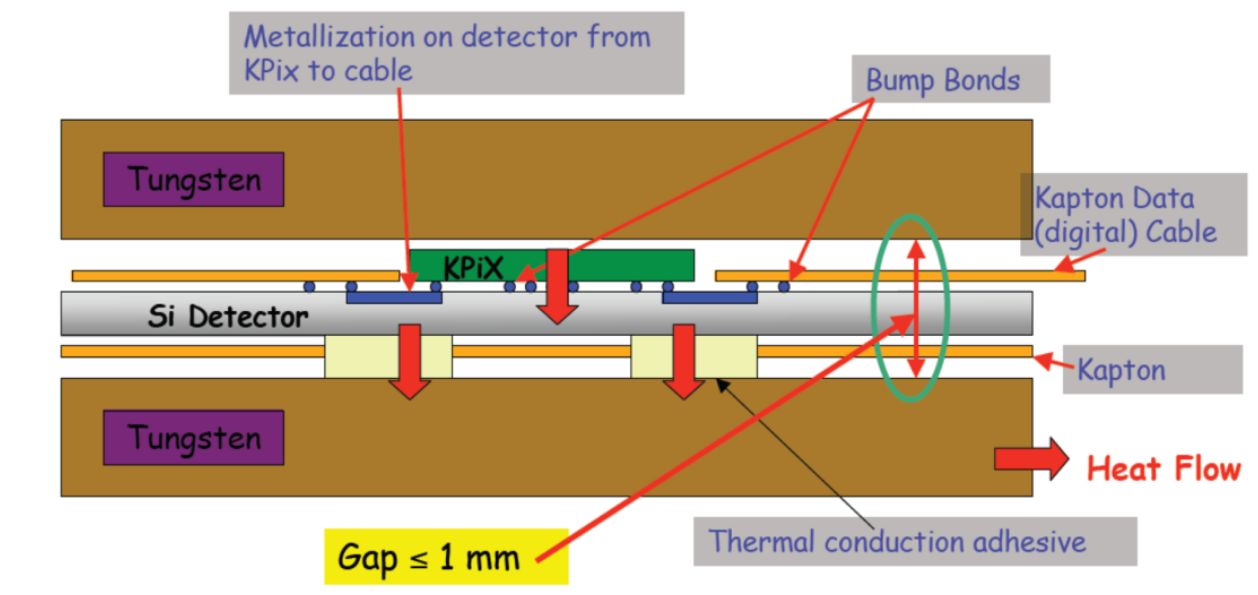 Metallization on detector from
KPix to cable
Bump Bonds
Tungsten
Kapton Data
(digital) Cable
KPiX
Si Detector
Kapton
Tungsten
Heat Flow
Gap ≤ 1 mm
Thermal conduction adhesive